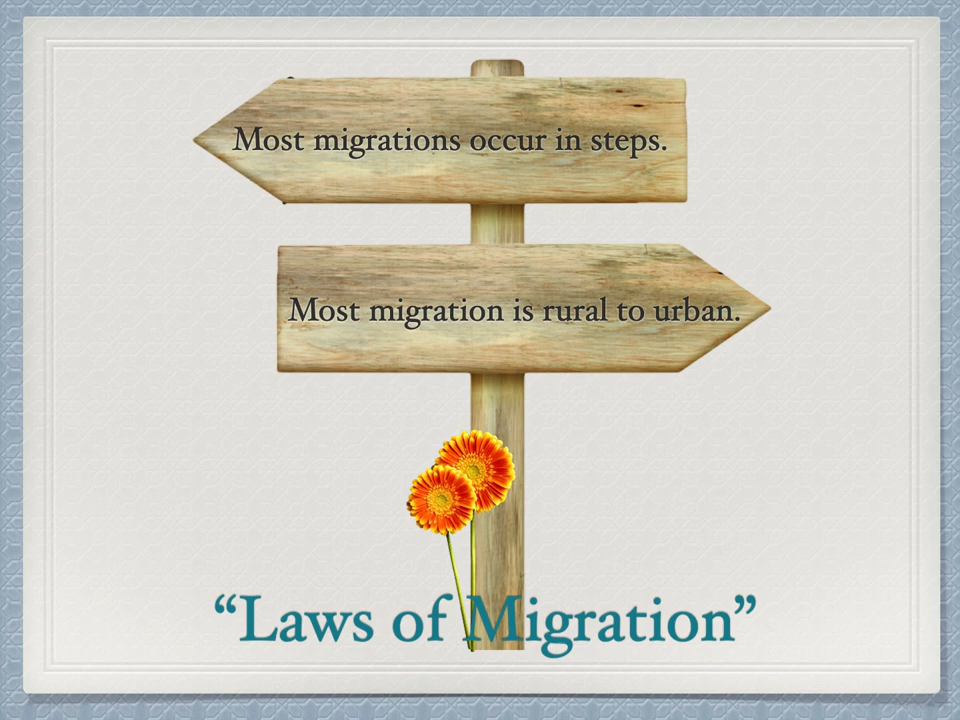 Most migrations occur in steps.
Most migration is rural to urban.
“Laws of Migration”